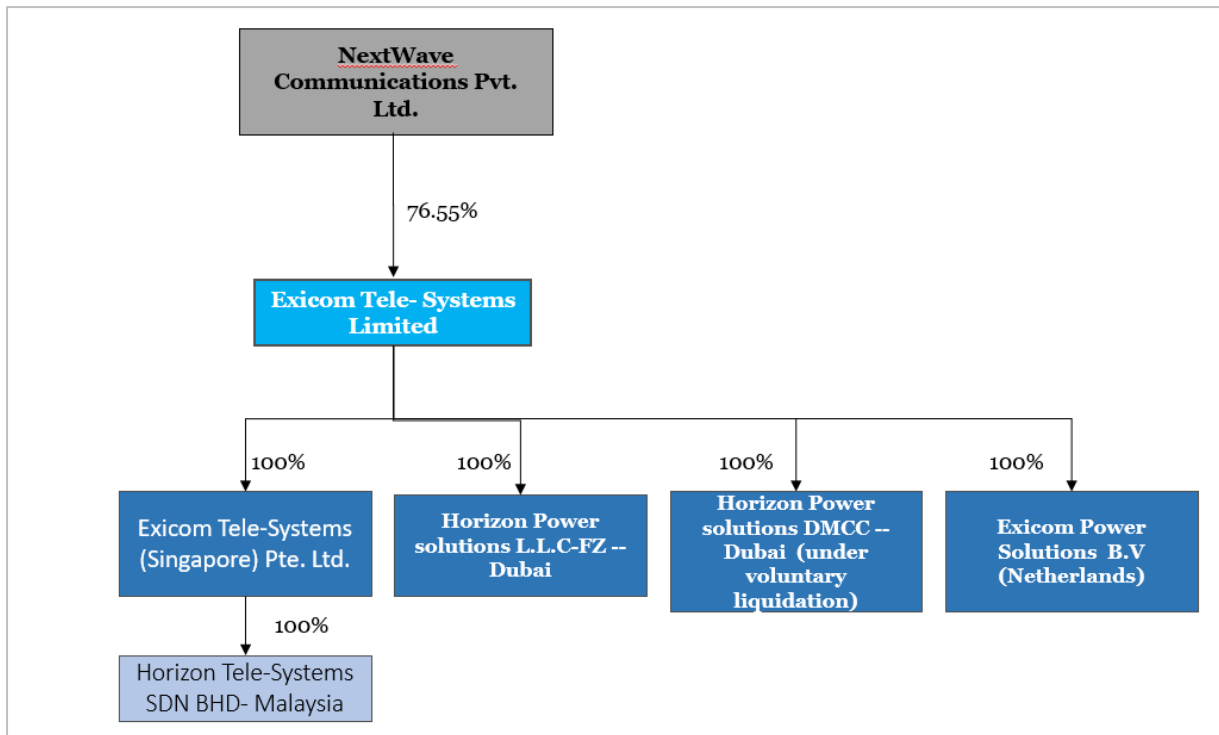 NextWave
Communications Pvt.
Ltd.
76.55%
Exicom Tele- Systems
Limited
100%
100%
100%
100%
Exicom Tele-Systems
(Singapore) Pte. Ltd.
Horizon Power
solutions L.L.C-FZ --
Dubai
Horizon Power
solutions DMCC --
Dubai (under
voluntary
liquidation)
Exicom Power
Solutions B.V
(Netherlands)
100%
Horizon Tele-Systems
SDN BHD- Malaysia